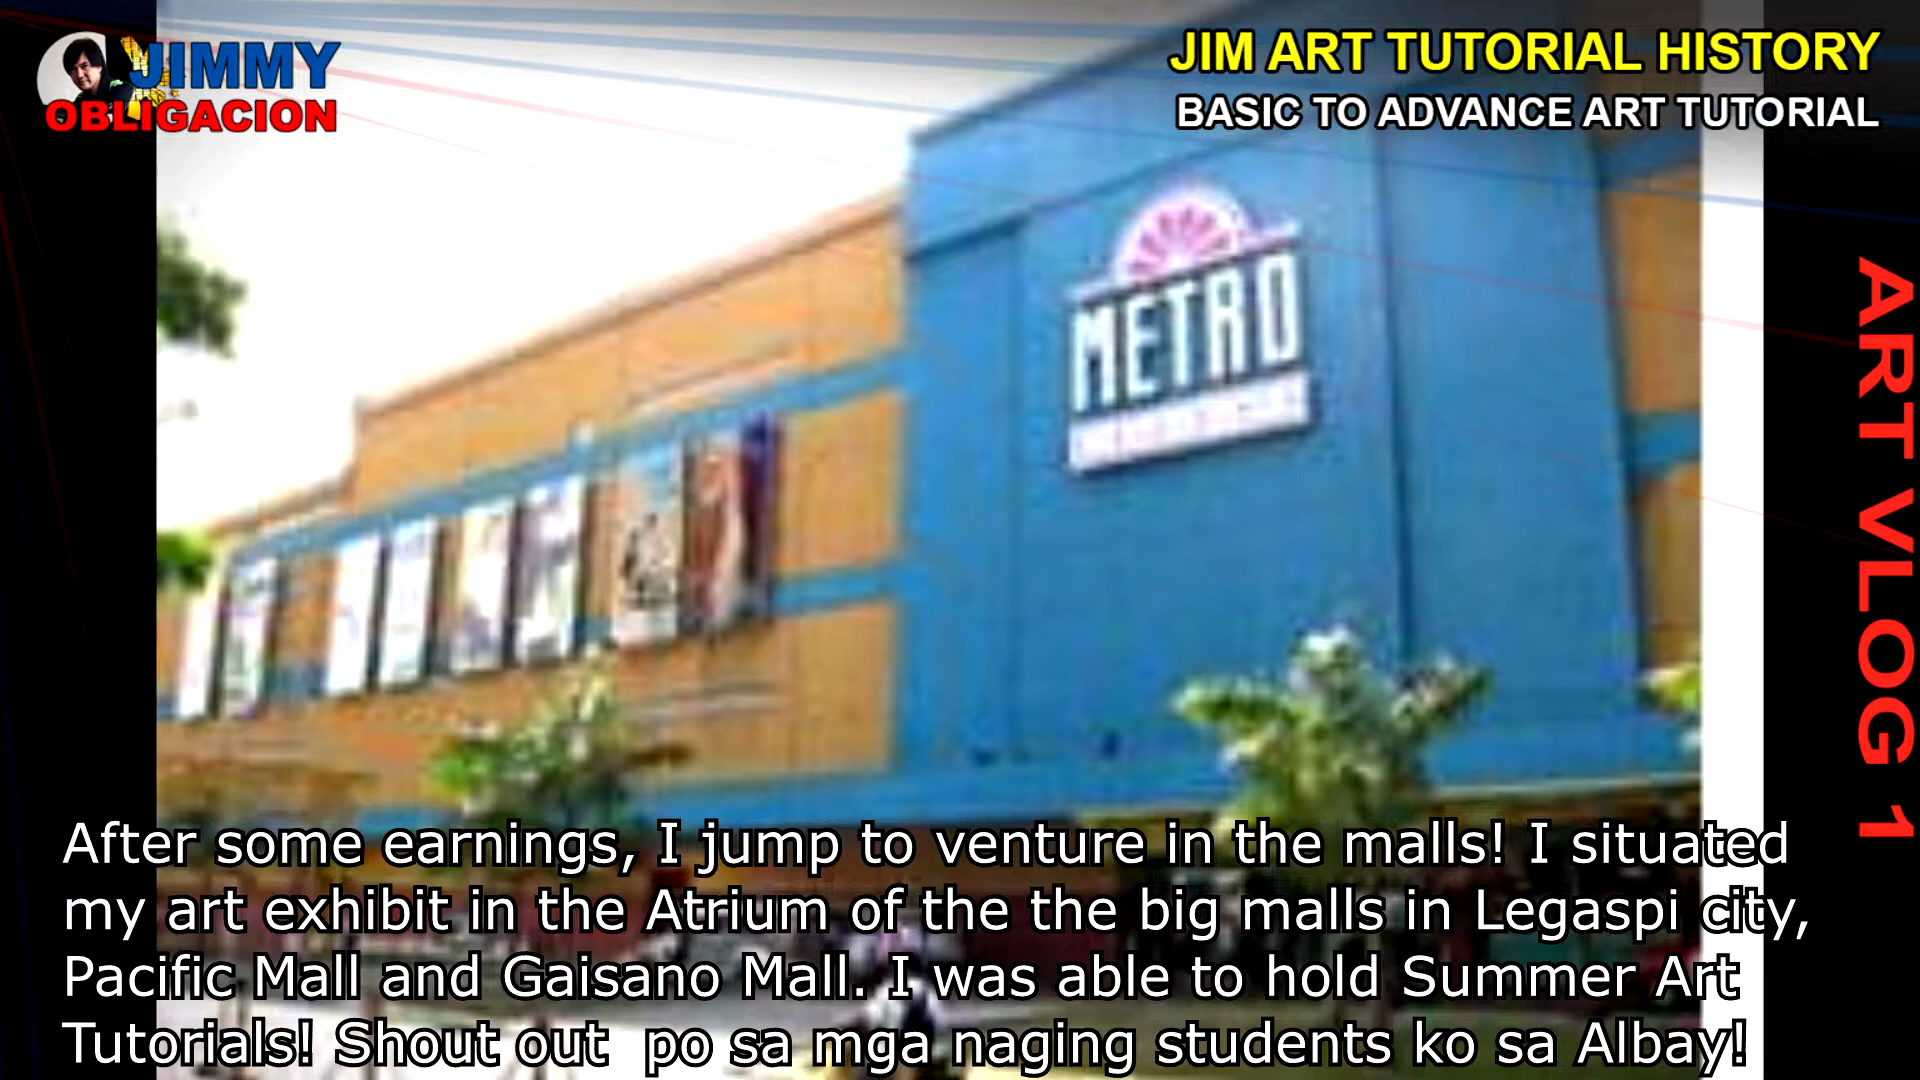 JIMMY
OBLIGACION
JIM ART TUTORIAL HISTORY
BASIC TO ADVANCE ART TUTORIAL
METRO
ART VLOG 1
After some earnings, I jump to venture in the malls! I situated
my art exhibit in the Atrium of the the big malls in Legaspi city,
Pacific Mall and Gaisano Mall. I was able to hold Summer Art
Tutorials! Shout out  po sa mga naging students ko sa Albay!